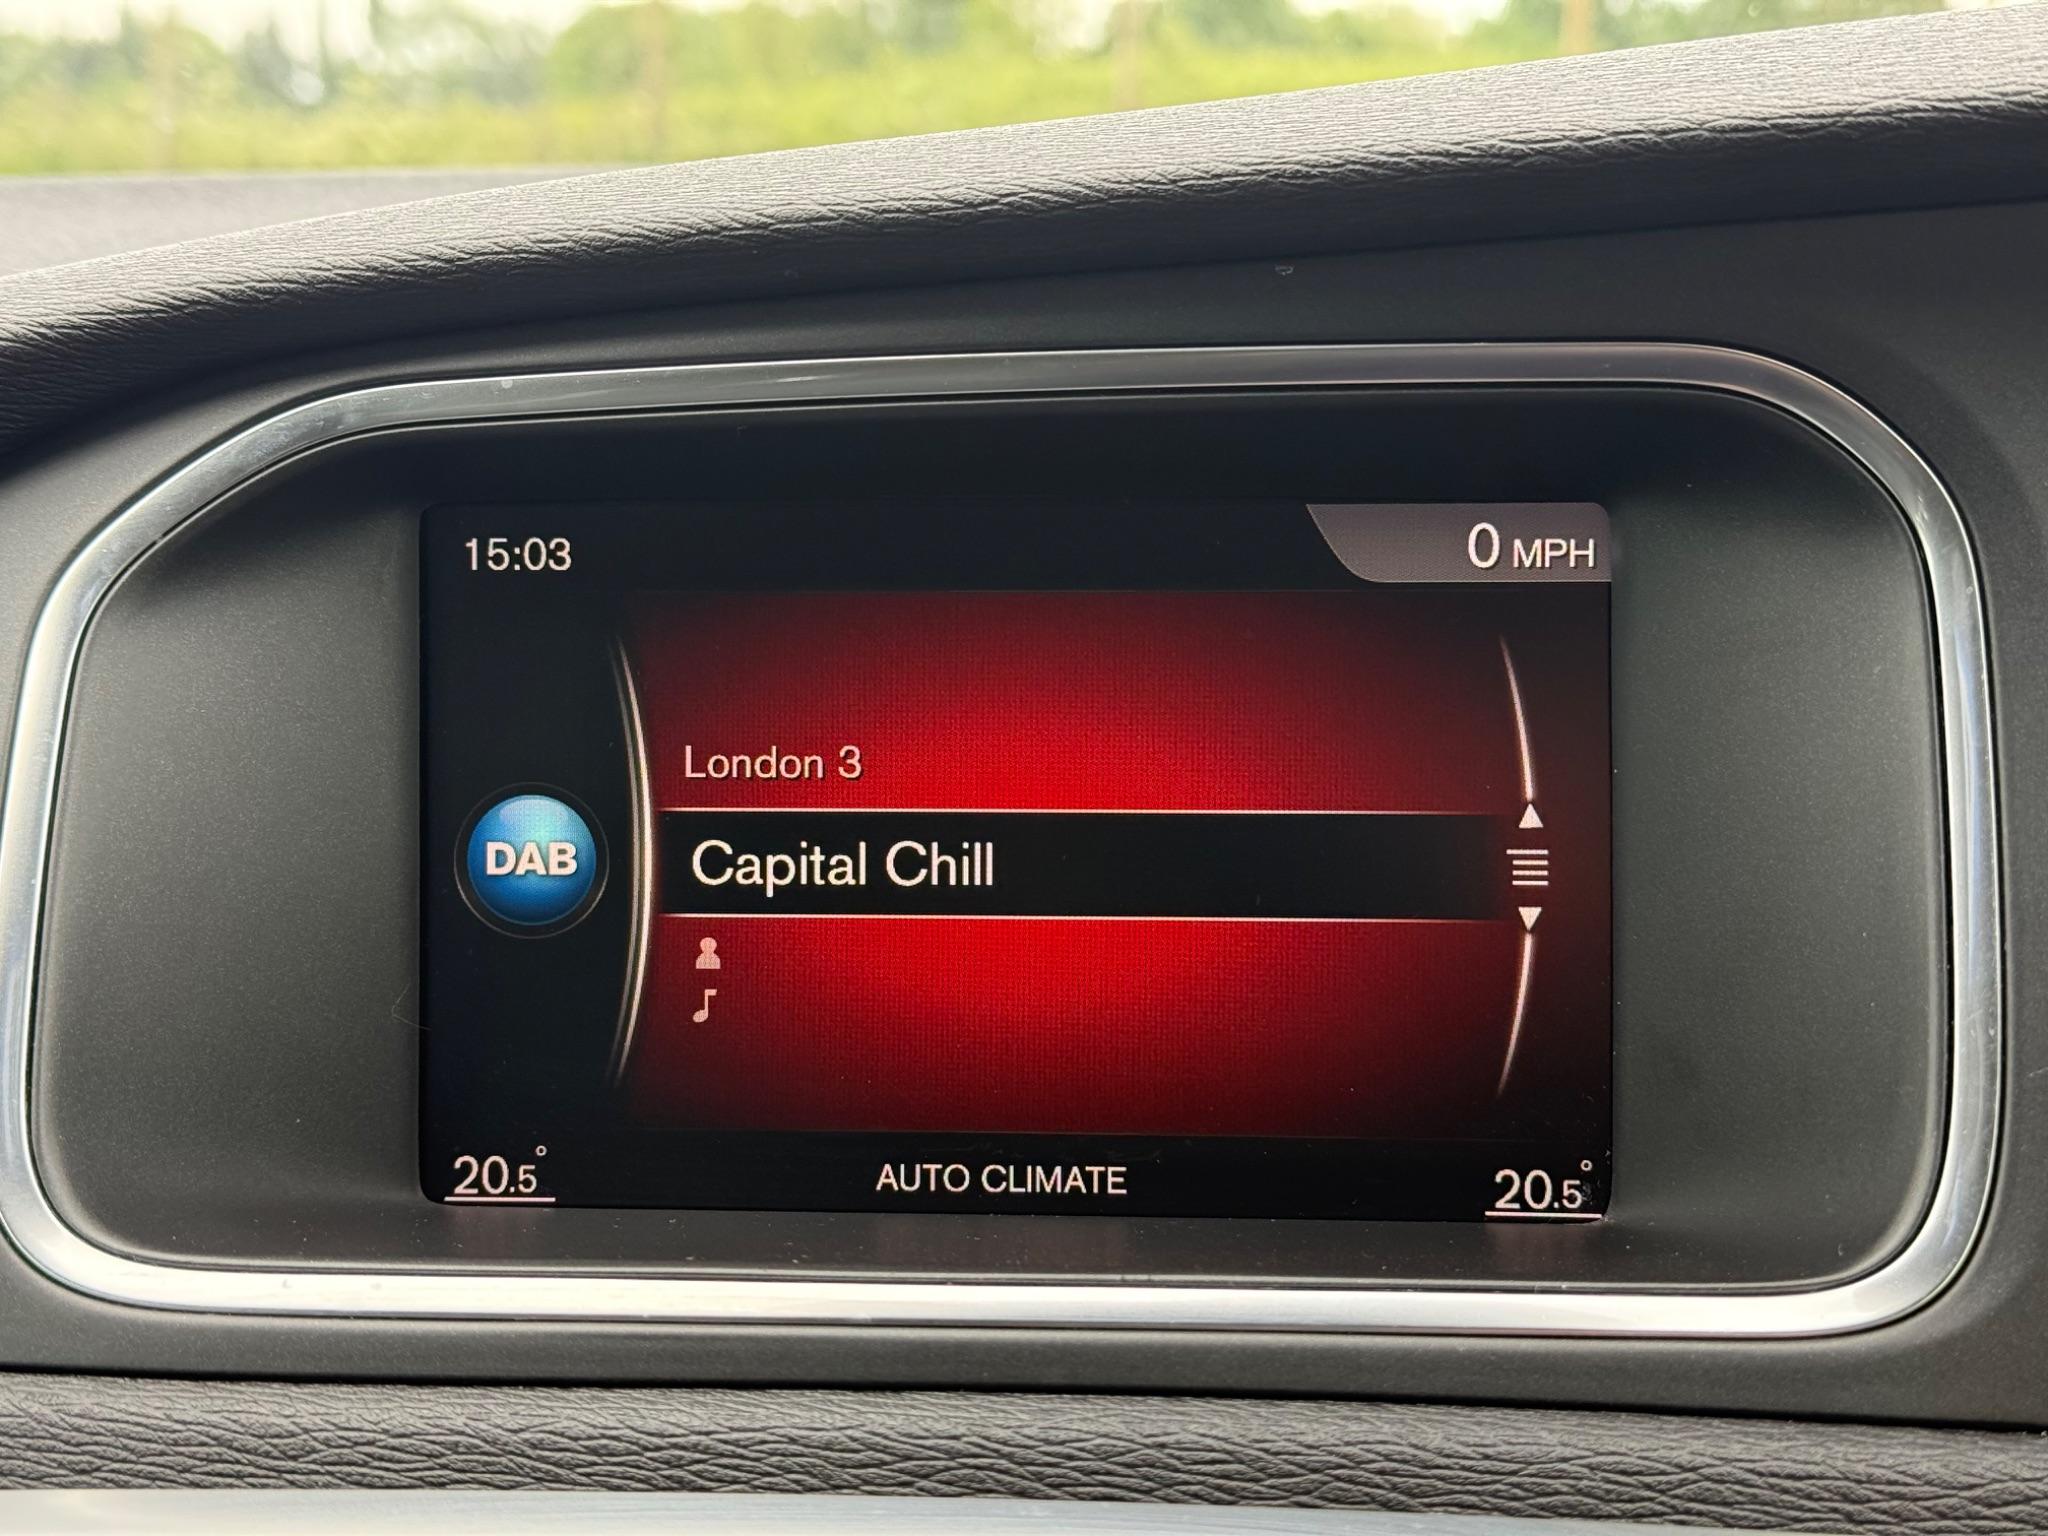 15:03
0 MPH
London 3
DAB
Capital Chill
20.5°
AUTO CLIMATE
20.5°